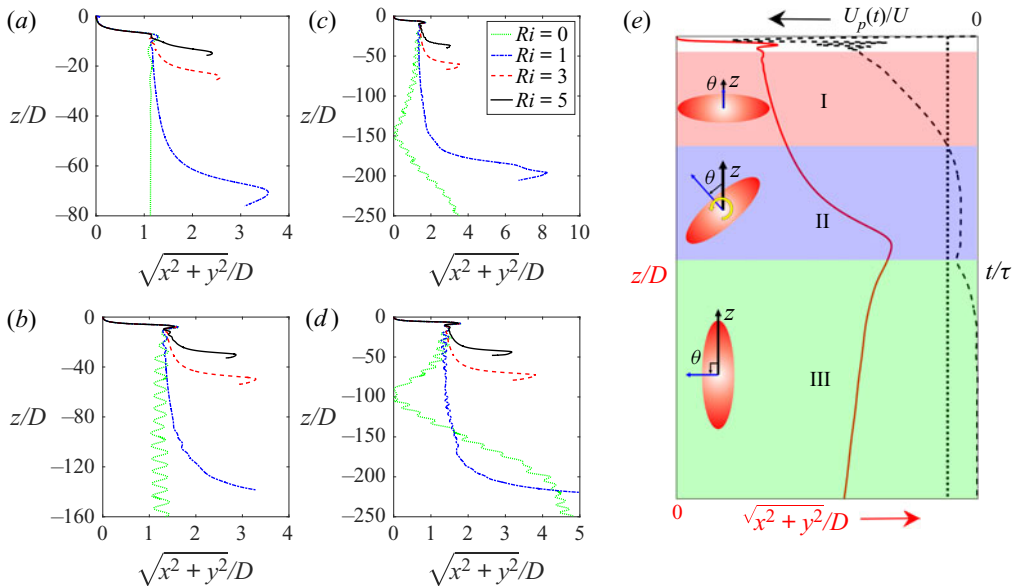 (a)
0
−20
−40
−60
−80
z/D
0 1 2 3 4
√x² + y²/D
(c)
0
−50
−100
−150
−200
−250
z/D
0 2 4 6 8 10
√x² + y²/D
Ri = 0
Ri = 1
Ri = 3
Ri = 5
(b)
0
−40
−80
−120
−160
z/D
0 1 2 3 4
√x² + y²/D
(d)
0
−50
−100
−150
−200
−250
z/D
0 1 2 3 4 5
√x² + y²/D
(e)
Uₚ(t)/U 0
θ z
I
θ z
II
z/D
t/τ
z
θ
III
0 √x² + y²/D